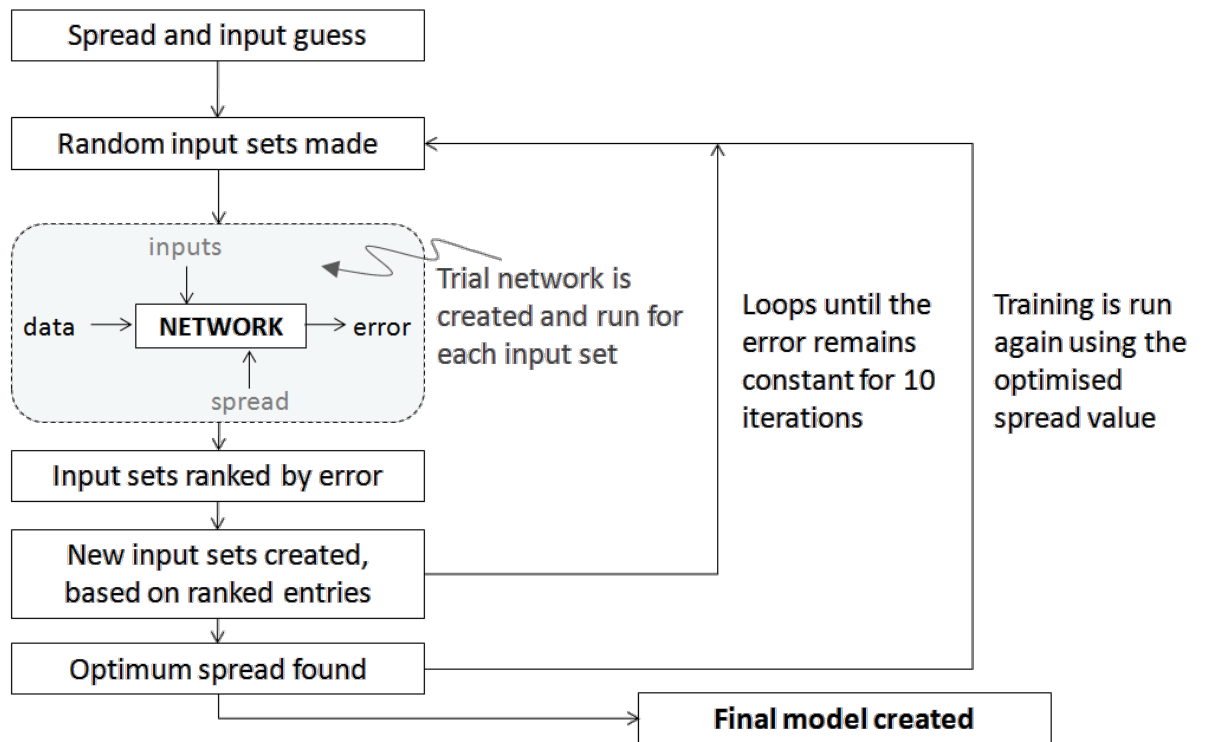 Spread and input guess
Random input sets made
inputs
data
NETWORK
error
spread
Trial network is
created and run for
each input set
Loops until the
error remains
constant for 10
iterations
Training is run
again using the
optimised
spread value
Input sets ranked by error
New input sets created,
based on ranked entries
Optimum spread found
Final model created